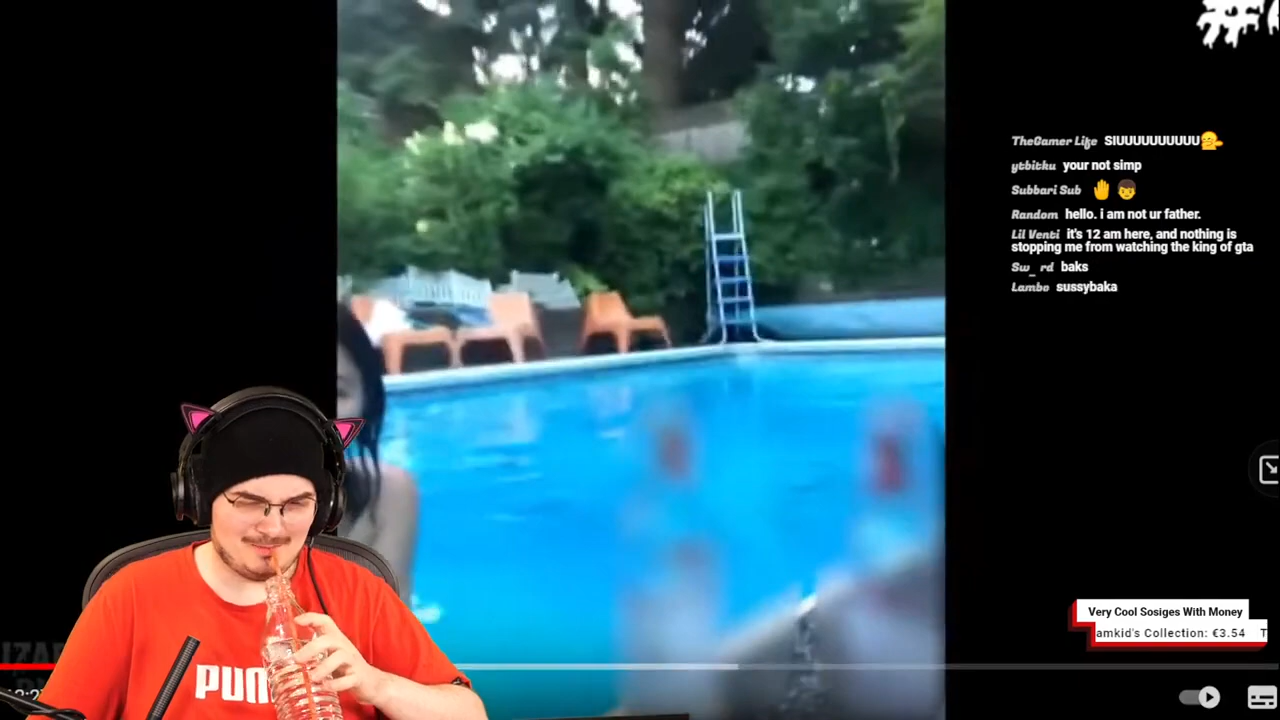 TheGamer Life SIUUUUUUUUUU🤦
ytbitku your not simp
Subbari Sub 🤚 👦
Random hello. i am not ur father.
Lil Venti it's 12 am here, and nothing is
stopping me from watching the king of gta
Sw_ rd baks
Lambo sussybaka
Very Cool Sosiges With Money
amkid's Collection: €3.54 T
PUM